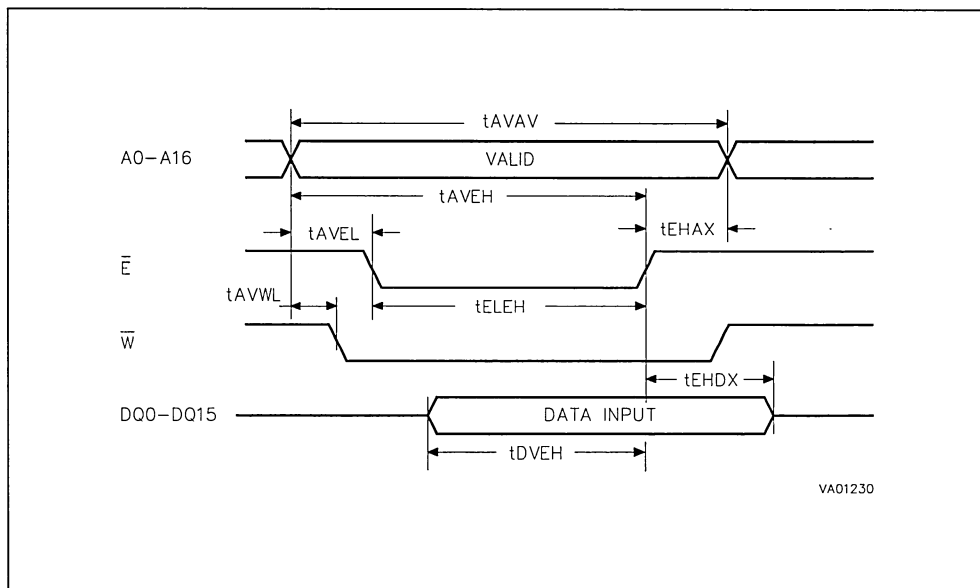 tAVAV
A0-A16
VALID
tAVEH
tAVEL
tEHAX
E̅
tAVWL
tELEH
W̅
tEHDX
DQ0-DQ15
DATA INPUT
tDVEH
VA01230